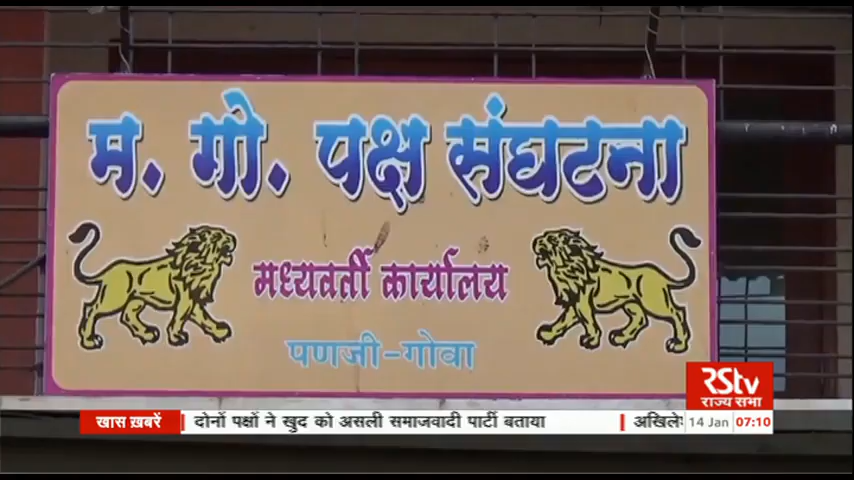 म. गो. पक्ष संघटना
मध्यवर्ती कार्यालय
पणजी-गोवा
RStv
राज्य सभा
खास ख़बरें
दोनों पक्षों ने खुद को असली समाजवादी पार्टी बताया
14 Jan 07:10